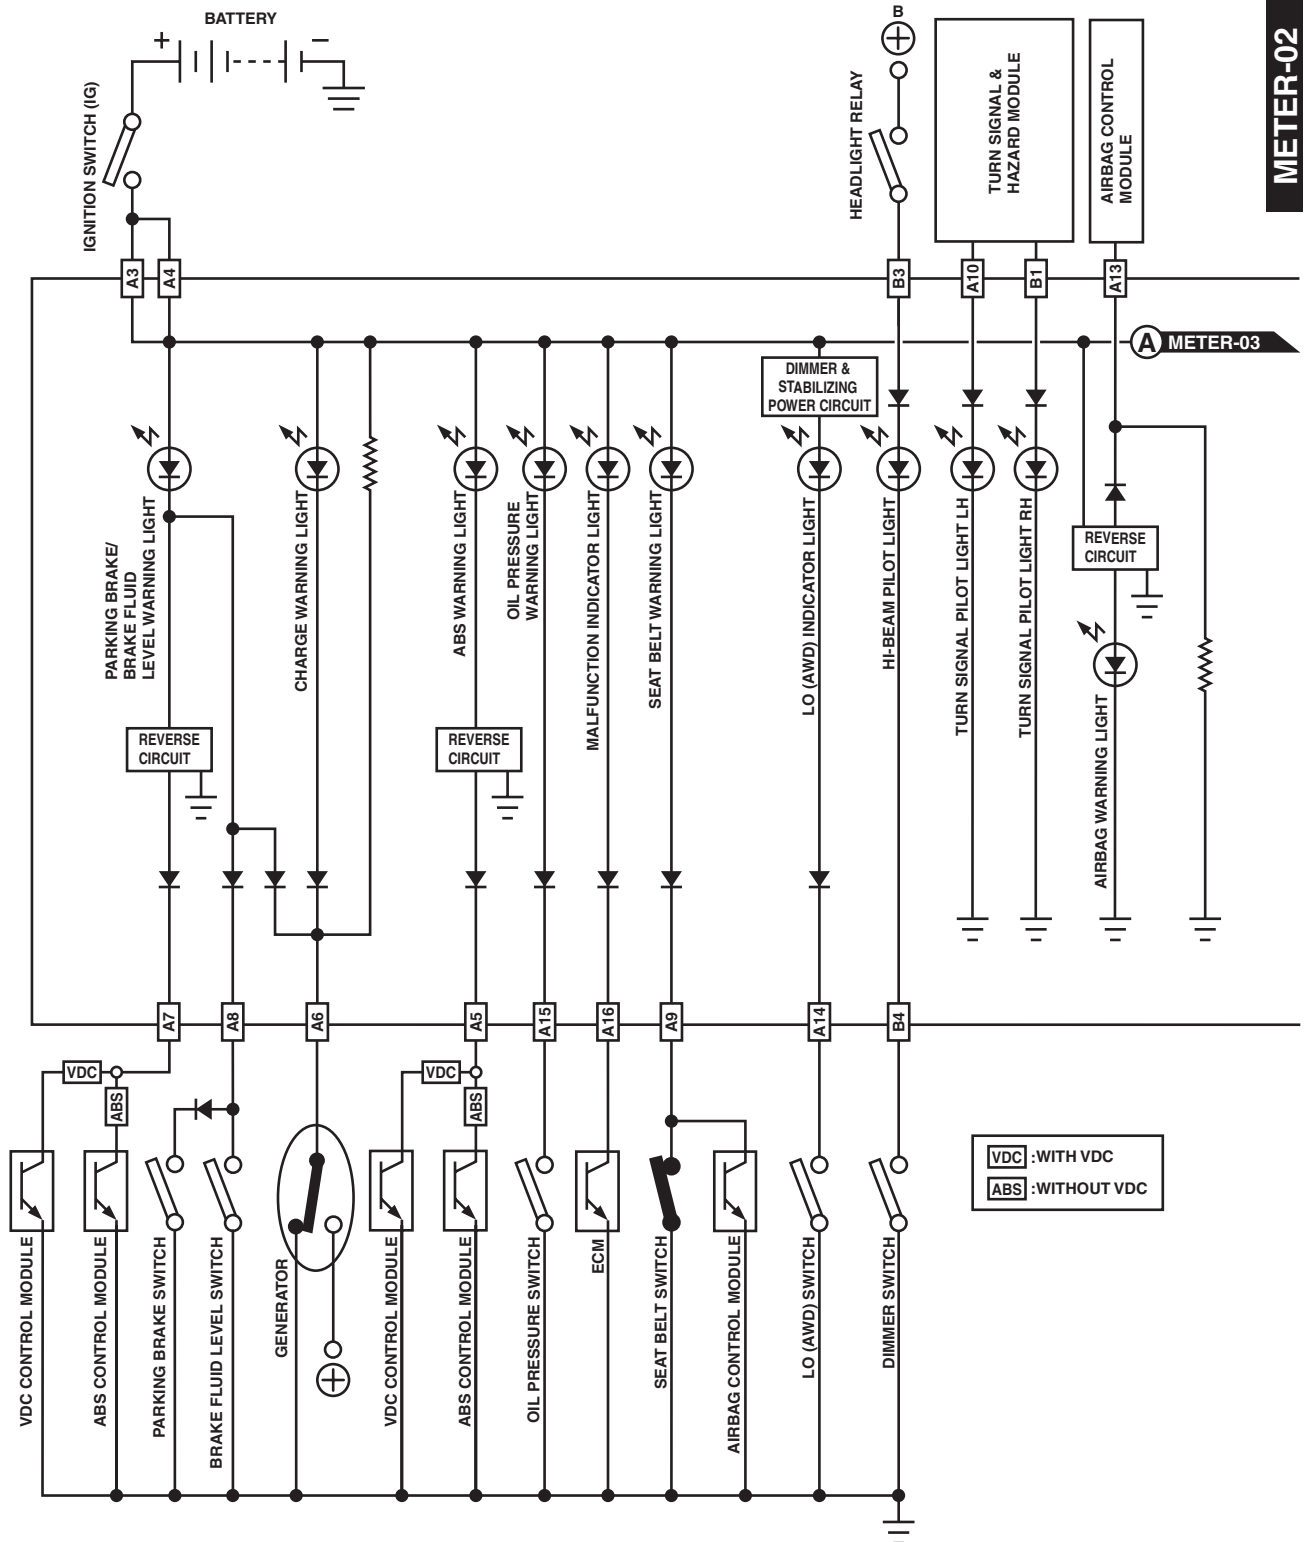 BATTERY
+
−
IGNITION SWITCH (IG)
B
HEADLIGHT RELAY
TURN SIGNAL &
HAZARD MODULE
AIRBAG CONTROL
MODULE
METER-02
A3
A4
B3
A10
B1
A13
A
METER-03
DIMMER &
STABILIZING
POWER CIRCUIT
PARKING BRAKE/
BRAKE FLUID
LEVEL WARNING LIGHT
CHARGE WARNING LIGHT
ABS WARNING LIGHT
OIL PRESSURE
WARNING LIGHT
MALFUNCTION INDICATOR LIGHT
SEAT BELT WARNING LIGHT
LO (AWD) INDICATOR LIGHT
HI-BEAM PILOT LIGHT
TURN SIGNAL PILOT LIGHT LH
TURN SIGNAL PILOT LIGHT RH
REVERSE
CIRCUIT
AIRBAG WARNING LIGHT
REVERSE
CIRCUIT
REVERSE
CIRCUIT
A7
A8
A6
A5
A15
A16
A9
A14
B4
VDC
ABS
VDC
ABS
VDC :WITH VDC
ABS :WITHOUT VDC
VDC CONTROL MODULE
ABS CONTROL MODULE
PARKING BRAKE SWITCH
BRAKE FLUID LEVEL SWITCH
GENERATOR
VDC CONTROL MODULE
ABS CONTROL MODULE
OIL PRESSURE SWITCH
ECM
SEAT BELT SWITCH
AIRBAG CONTROL MODULE
LO (AWD) SWITCH
DIMMER SWITCH